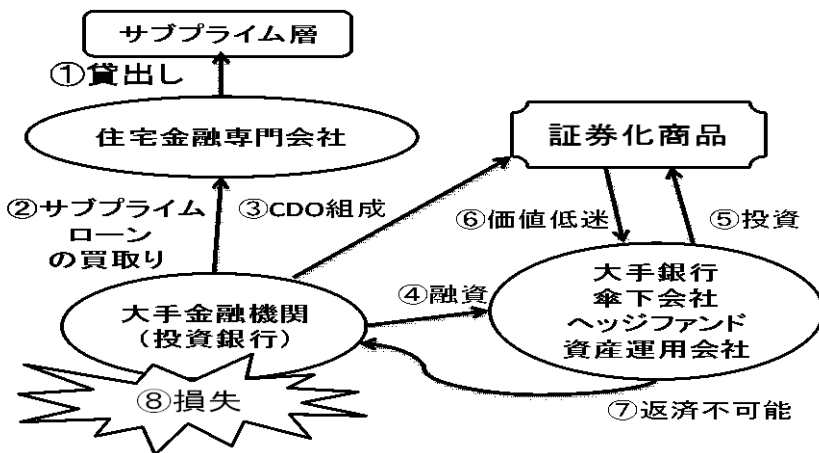 サブプライム層
①貸出し
住宅金融専門会社
証券化商品
②サブプライム
ローン
の買取り
③CDO組成
⑥価値低迷
⑤投資
大手金融機関
（投資銀行）
④融資
大手銀行
傘下会社
ヘッジファンド
資産運用会社
⑧損失
⑦返済不可能